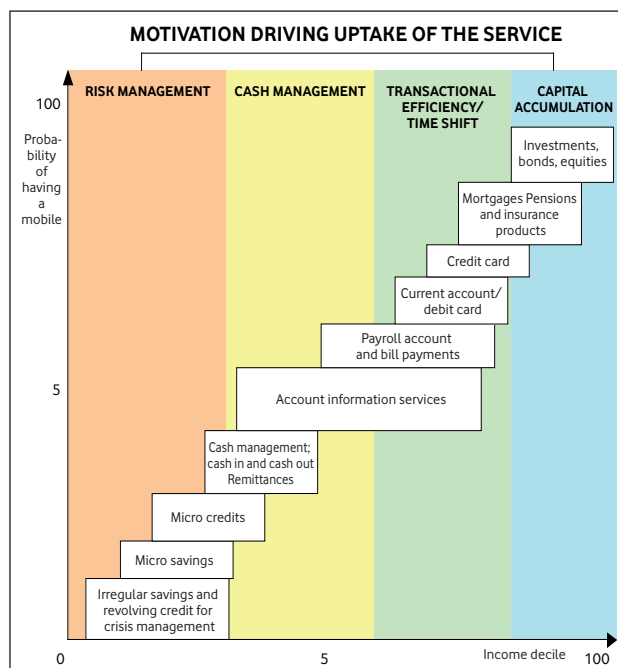 MOTIVATION DRIVING UPTAKE OF THE SERVICE
RISK MANAGEMENT
CASH MANAGEMENT
TRANSACTIONAL
EFFICIENCY/
TIME SHIFT
CAPITAL
ACCUMULATION
100
Proba-
bility
of
having
a
mobile
Investments,
bonds, equities
Mortgages Pensions
and insurance
products
Credit card
Current account/
debit card
Payroll account
and bill payments
5
Account information services
Cash management;
cash in and cash out
Remittances
Micro credits
Micro savings
Irregular savings and
revolving credit for
crisis management
0
5
Income decile
100